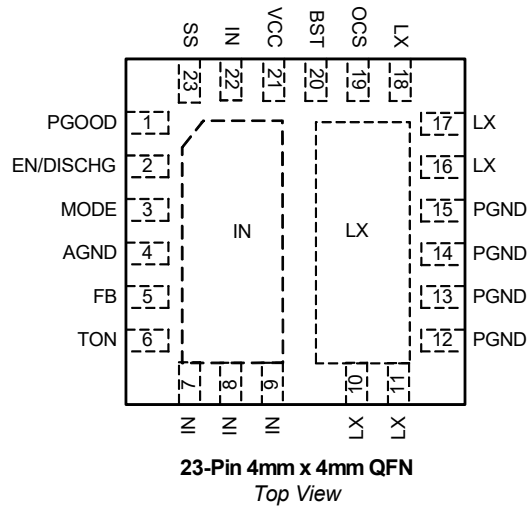 SS IN VCC BST OCS LX
23 22 21 20 19 18
PGOOD 1 17 LX
EN/DISCHG 2 16 LX
MODE 3 15 PGND
AGND 4 IN LX 14 PGND
FB 5 13 PGND
TON 6 12 PGND
7 8 9 10 11
IN IN IN LX LX
23-Pin 4mm x 4mm QFN
Top View